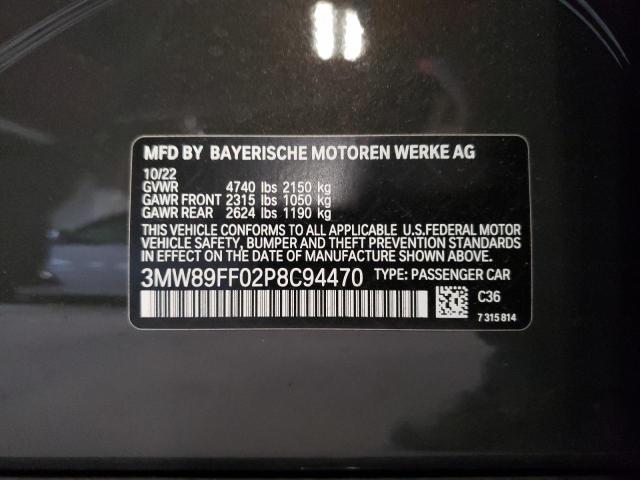 MFD BY BAYERISCHE MOTOREN WERKE AG
10/22
GVWR 4740 lbs 2150 kg
GAWR FRONT 2315 lbs 1050 kg
GAWR REAR 2624 lbs 1190 kg
THIS VEHICLE CONFORMS TO ALL APPLICABLE U.S.FEDERAL MOTOR
VEHICLE SAFETY, BUMPER AND THEFT PREVENTION STANDARDS
IN EFFECT ON THE DATE OF MANUFACTURE SHOWN ABOVE.
3MW89FF02P8C94470 TYPE: PASSENGER CAR
C36
7 315 814